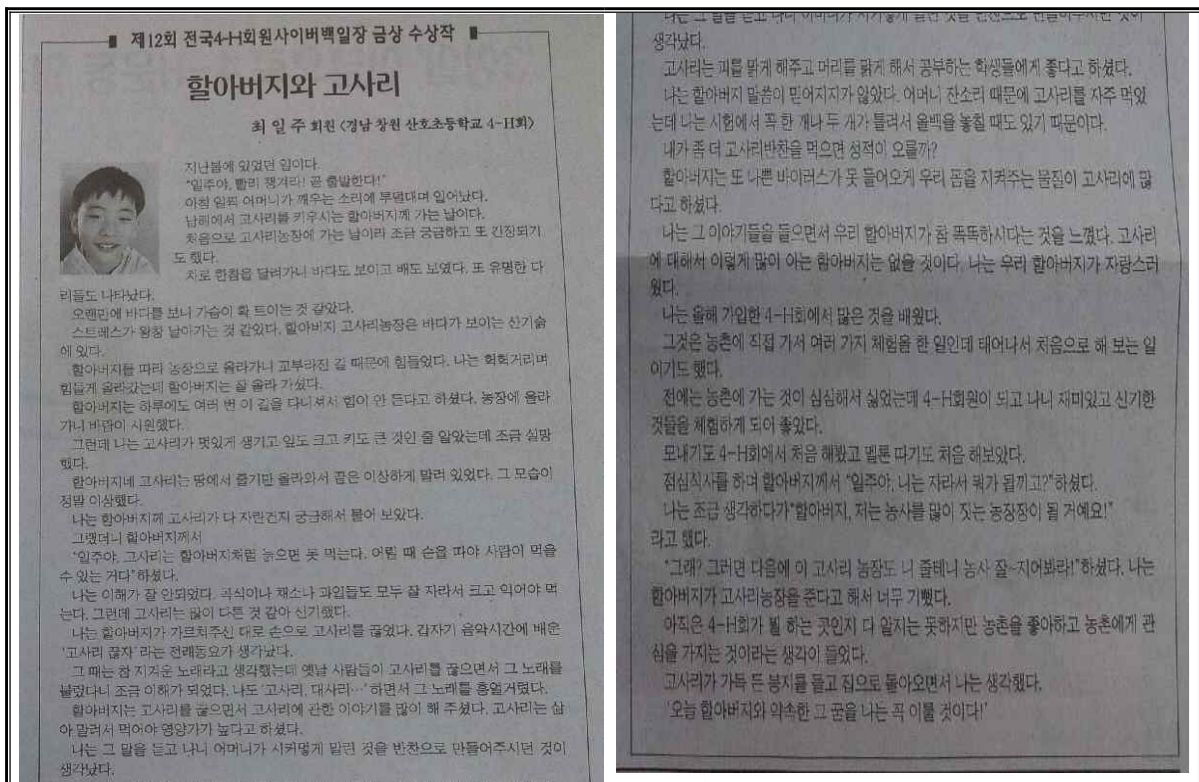 제12회 전국4-H회원사이버백일장 금상 수상작
할아버지와 고사리
최일주 회원 <경남 창원 산호초등학교 4-H회>
지난봄에 있었던 일이다.
"일주야, 빨리 챙겨라! 곧 출발한다!"
아침 일찍 어머니가 깨우는 소리에 부덜대며 일어났다.
남해에서 고사리를 키우시는 할아버지께 가는 날이다.
처음으로 고사리농장에 가는 날이라 조금 궁금하고 또 긴장되기
도 했다.
차로 한참을 달려가니 바다도 보이고 배도 보였다. 또 유명한 다
리들도 나타났다.
오랜만에 바다를 보니 가슴이 확 트이는 것 같았다.
스트레스가 왕창 날아가는 것 같았다. 할아버지 고사리농장은 바다가 보이는 산기슭
에 있다.
할아버지를 따라 농장으로 올라가니 꼬부라진 길 때문에 힘들었다. 나는 헉헉거리며
힘들게 올라갔는데 할아버지는 잘 올라 가셨다.
할아버지는 하루에도 여러 번 이 길을 다니셔서 힘이 안 든다고 하셨다. 농장에 올라
가니 바람이 시원했다.
그런데 나는 고사리가 멋있게 생기고 잎도 크고 키도 큰 것인 줄 알았는데 조금 실망
했다.
할아버지네 고사리는 땅에서 줄기만 올라와서 끝은 이상하게 말려 있었다. 그 모습이
정말 이상했다.
나는 할아버지께 고사리가 다 자란건지 궁금해서 물어 보았다.
그랬더니 할아버지께서
"일주야, 고사리는 할아버지처럼 늙으면 못 먹는다. 어릴 때 순을 따야 사람이 먹을
수 있는 거다"하셨다.
나는 이해가 잘 안되었다. 곡식이나 채소나 과일들도 모두 잘 자라서 크고 익어야 먹
는다. 그런데 고사리는 많이 다른 것 같아 신기했다.
나는 할아버지가 가르쳐주신 대로 손으로 고사리를 끊었다. 갑자기 음악시간에 배운
'고사리 끊자' 라는 전래동요가 생각났다.
그 때는 참 지겨운 노래라고 생각했는데 옛날 사람들이 고사리를 끊으면서 그 노래를
불렀다니 조금 이해가 되었다. 나도 '고사리, 대사리…' 하면서 그 노래를 흥얼거렸다.
할아버지는 고사리를 끊으면서 고사리에 관한 이야기를 많이 해 주셨다. 고사리는 삶
아 말려서 먹어야 영양가가 높다고 하셨다.
나는 그 말을 듣고 나니 어머니가 시커멓게 말린 것을 반찬으로 만들어주시던 것이
생각났다.
나는 그 말을 듣고 나니 어머니가 시커멓게 말린 것을 반찬으로 만들어주시던 것이
생각났다.
고사리는 피를 맑게 해주고 머리를 맑게 해서 공부하는 학생들에게 좋다고 하셨다.
나는 할아버지 말씀이 믿어지지가 않았다. 어머니 잔소리 때문에 고사리를 자주 먹었
는데 나는 시험에서 꼭 한 개나 두 개가 틀려서 올백을 놓칠 때도 있기 때문이다.
내가 좀 더 고사리반찬을 먹으면 성적이 오를까?
할아버지는 또 나쁜 바이러스가 못 들어오게 우리 몸을 지켜주는 물질이 고사리에 많
다고 하셨다.
나는 그 이야기들을 들으면서 우리 할아버지가 참 똑똑하시다는 것을 느꼈다. 고사리
에 대해서 이렇게 많이 아는 할아버지는 없을 것이다. 나는 우리 할아버지가 자랑스러
웠다.
나는 올해 가입한 4-H회에서 많은 것을 배웠다.
그것은 농촌에 직접 가서 여러 가지 체험을 한 일인데 태어나서 처음으로 해 보는 일
이기도 했다.
전에는 농촌에 가는 것이 심심해서 싫었는데 4-H회원이 되고 나니 재미있고 신기한
것들을 체험하게 되어 좋았다.
모내기도 4-H회에서 처음 해봤고 멜론 따기도 처음 해보았다.
점심식사를 하며 할아버지께서 "일주야, 니는 자라서 뭐가 될끼고?"하셨다.
나는 조금 생각하다가"할아버지, 저는 농사를 많이 짓는 농장장이 될 거예요!"
라고 했다.
"그래? 그러면 다음에 이 고사리 농장도 니 줄테니 농사 잘~지어봐라!"하셨다. 나는
할아버지가 고사리농장을 준다고 해서 너무 기뻤다.
아직은 4-H회가 뭘 하는 곳인지 다 알지는 못하지만 농촌을 좋아하고 농촌에게 관
심을 가지는 것이라는 생각이 들었다.
고사리가 가득 든 봉지를 들고 집으로 돌아오면서 나는 생각했다.
'오늘 할아버지와 약속한 그 꿈을 나는 꼭 이룰 것이다!'